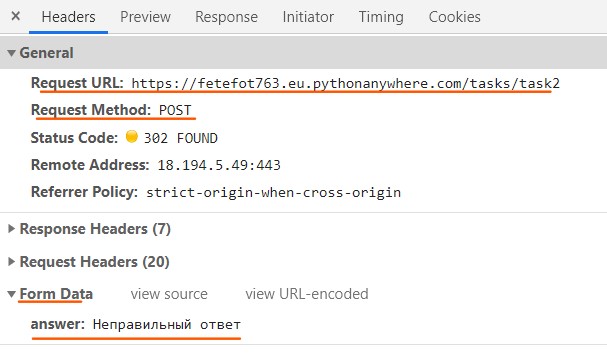 × Headers Preview Response Initiator Timing Cookies
▼ General
Request URL: https://fetefot763.eu.pythonanywhere.com/tasks/task2
Request Method: POST
Status Code: 302 FOUND
Remote Address: 18.194.5.49:443
Referrer Policy: strict-origin-when-cross-origin
▶ Response Headers (7)
▶ Request Headers (20)
▼ Form Data view source view URL-encoded
answer: Неправильный ответ